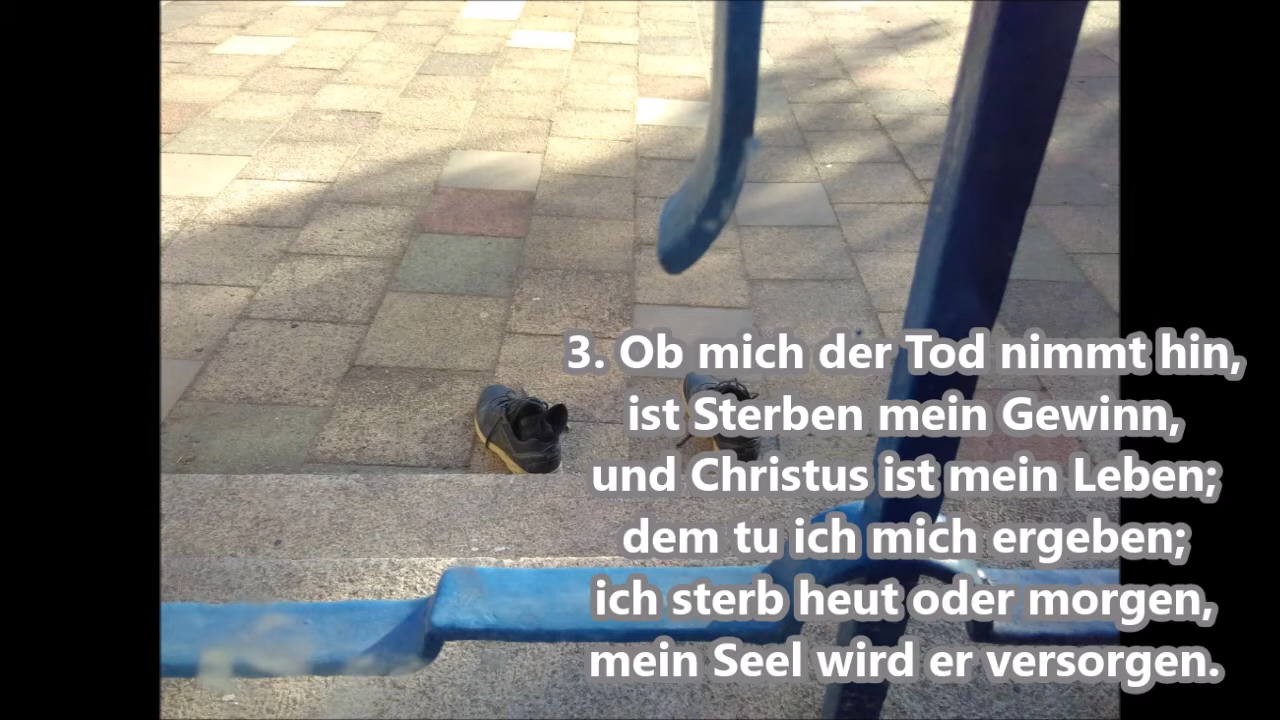 3. Ob mich der Tod nimmt hin,
ist Sterben mein Gewinn,
und Christus ist mein Leben;
dem tu ich mich ergeben;
ich sterb heut oder morgen,
mein Seel wird er versorgen.